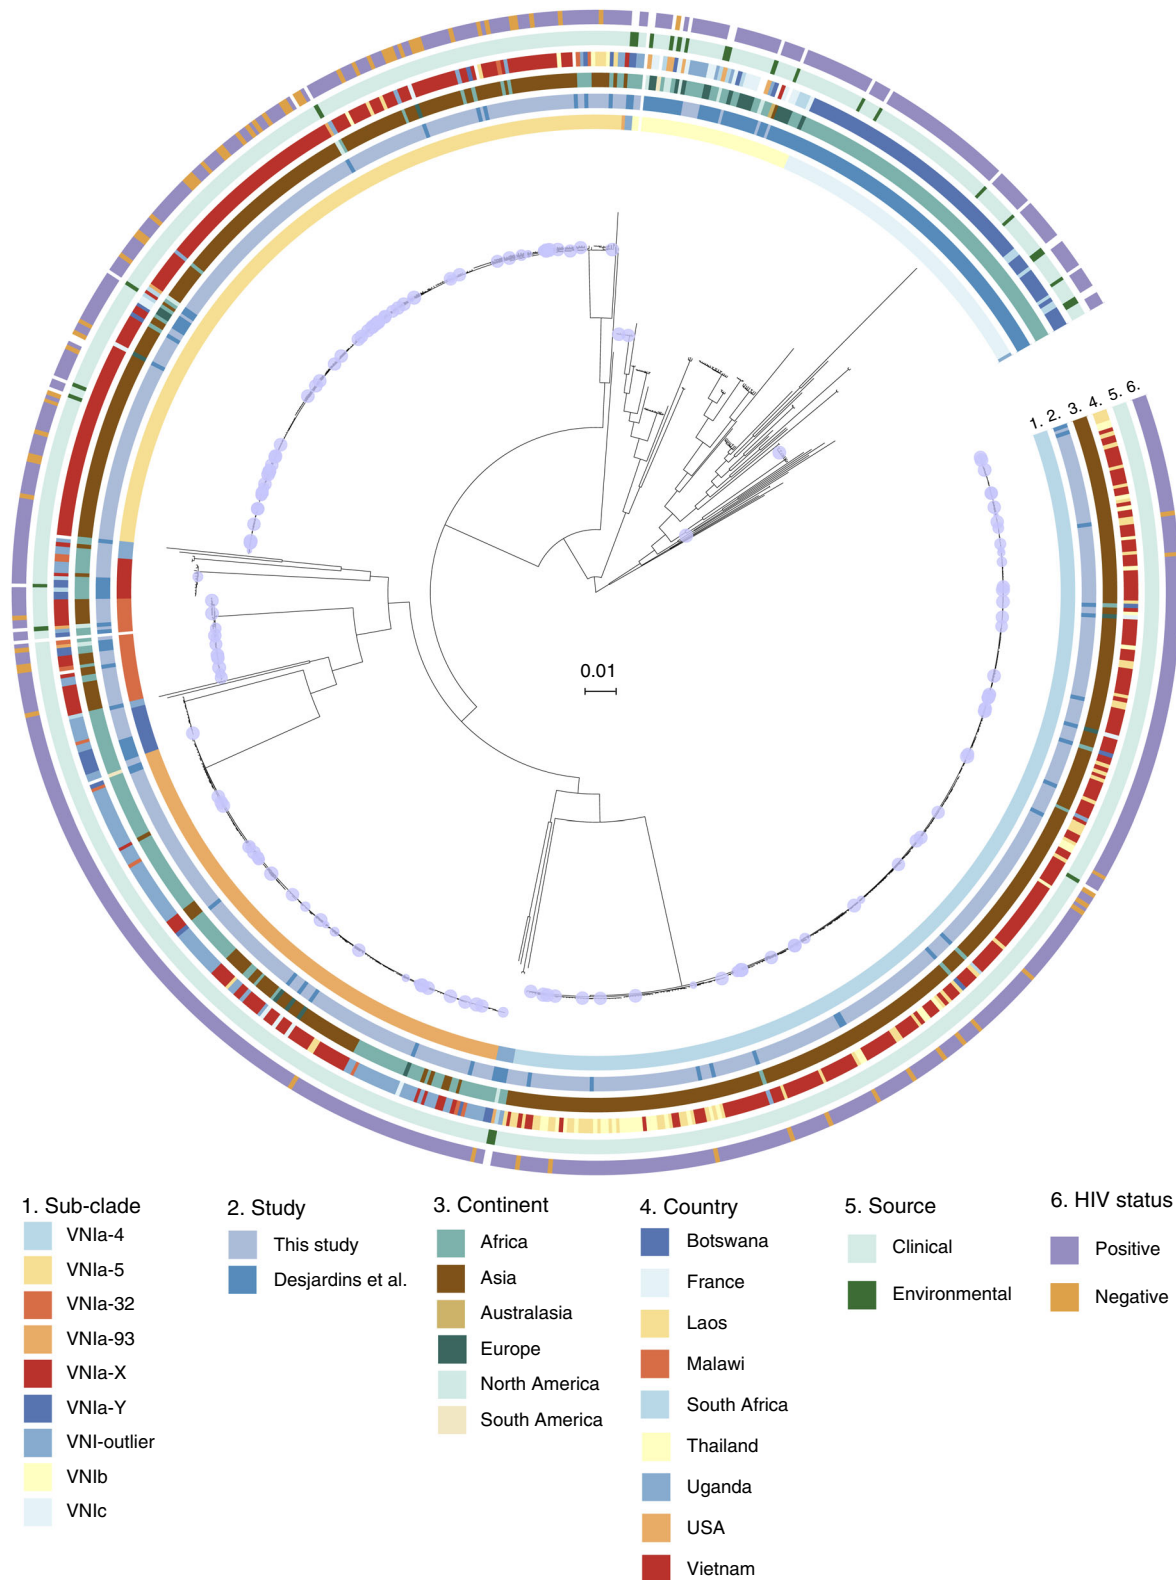 1. 2. 3. 4. 5. 6.
0.01
1. Sub-clade
VNIa-4
VNIa-5
VNIa-32
VNIa-93
VNIa-X
VNIa-Y
VNI-outlier
VNIb
VNIc
2. Study
This study
Desjardins et al.
3. Continent
Africa
Asia
Australasia
Europe
North America
South America
4. Country
Botswana
France
Laos
Malawi
South Africa
Thailand
Uganda
USA
Vietnam
5. Source
Clinical
Environmental
6. HIV status
Positive
Negative